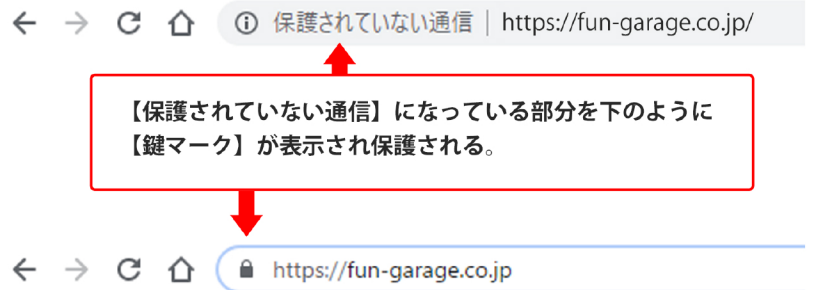 保護されていない通信 | https://fun-garage.co.jp/
【保護されていない通信】になっている部分を下のように
【鍵マーク】が表示され保護される。
https://fun-garage.co.jp